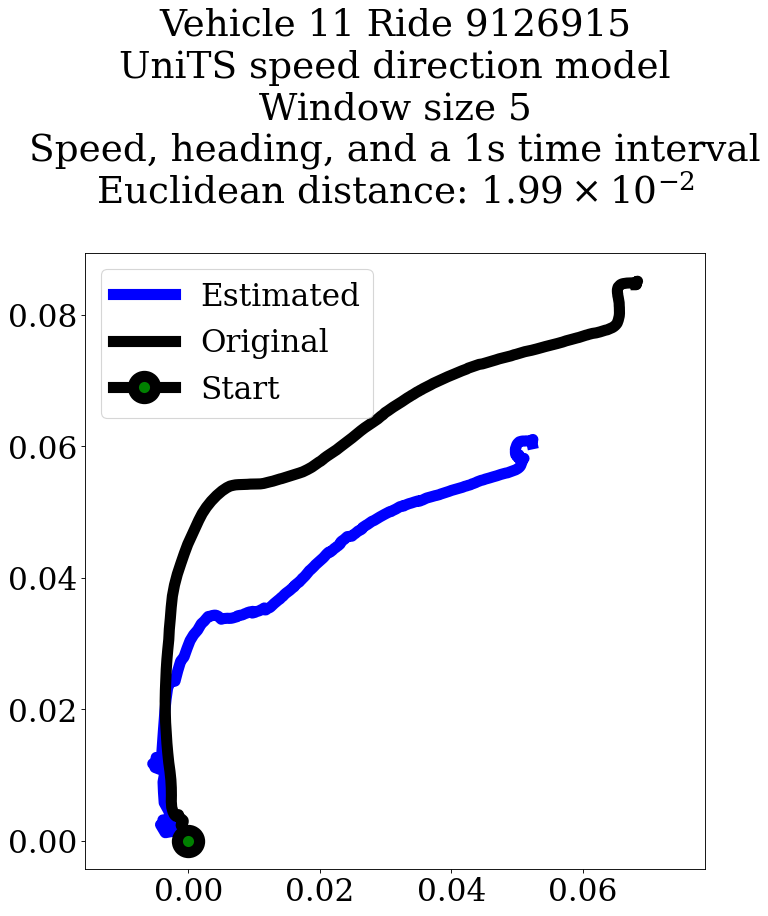 Vehicle 11 Ride 9126915
UniTS speed direction model
Window size 5
Speed, heading, and a 1s time interval
Euclidean distance: 1.99 × 10⁻²
Estimated
Original
Start
0.08
0.06
0.04
0.02
0.00
0.00 0.02 0.04 0.06